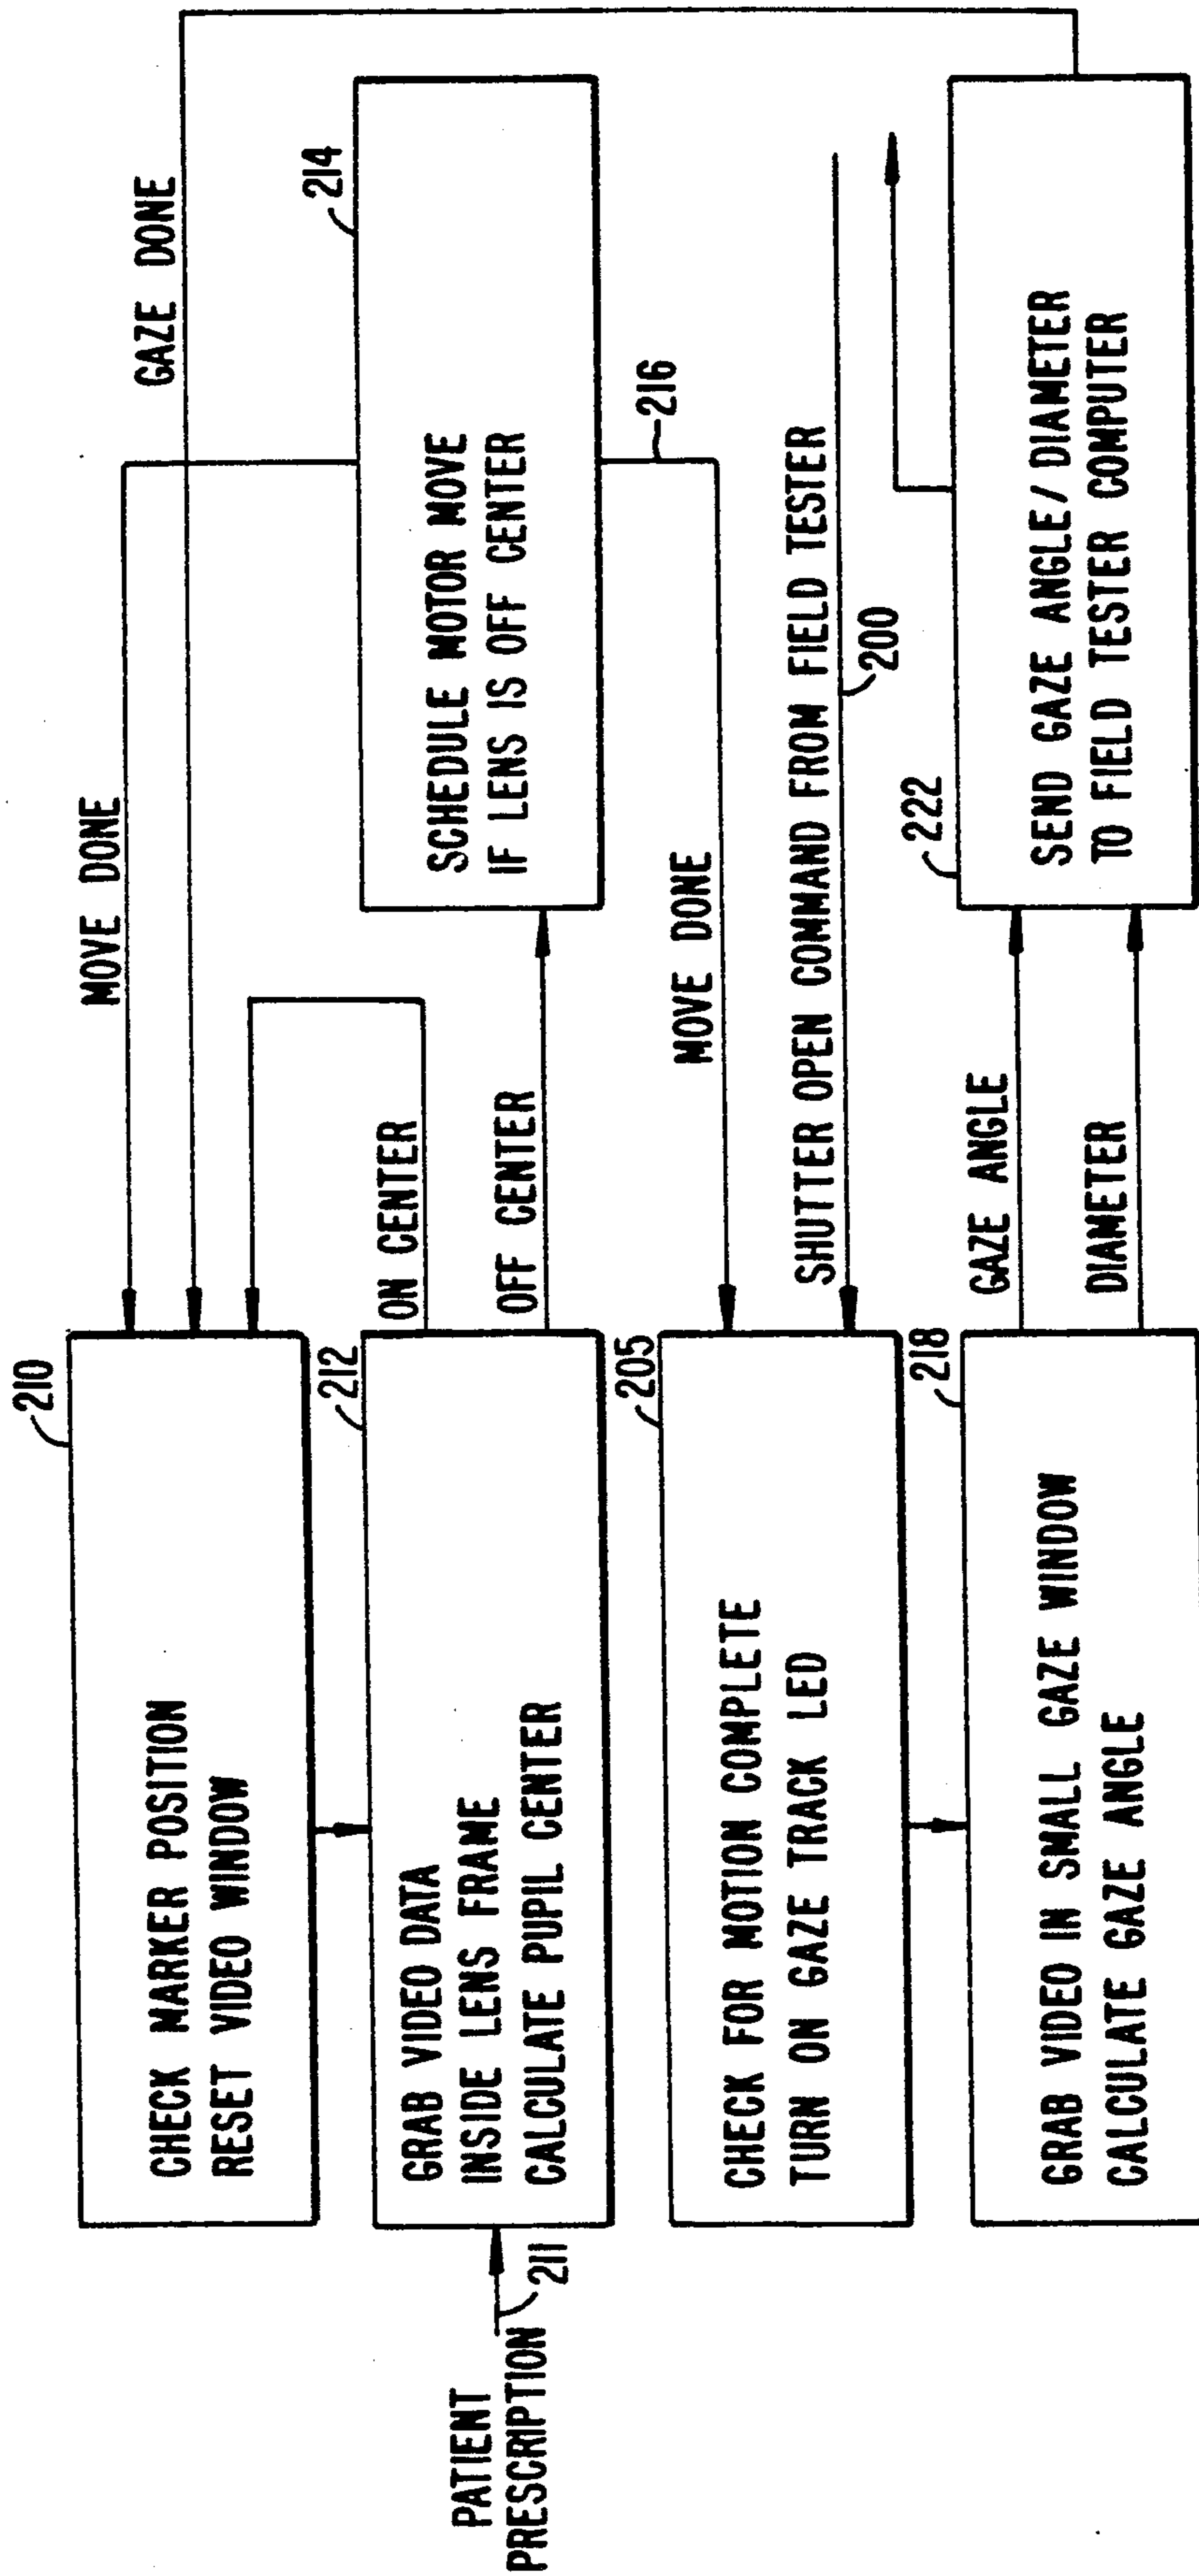 GAZE DONE
MOVE DONE
210
CHECK MARKER POSITION
RESET VIDEO WINDOW
ON CENTER
OFF CENTER
214
SCHEDULE MOTOR MOVE
IF LENS IS OFF CENTER
PATIENT
PRESCRIPTION
211
212
GRAB VIDEO DATA
INSIDE LENS FRAME
CALCULATE PUPIL CENTER
216
MOVE DONE
SHUTTER OPEN COMMAND FROM FIELD TESTER
200
205
CHECK FOR MOTION COMPLETE
TURN ON GAZE TRACK LED
218
GRAB VIDEO IN SMALL GAZE WINDOW
CALCULATE GAZE ANGLE
GAZE ANGLE
DIAMETER
222
SEND GAZE ANGLE/ DIAMETER
TO FIELD TESTER COMPUTER